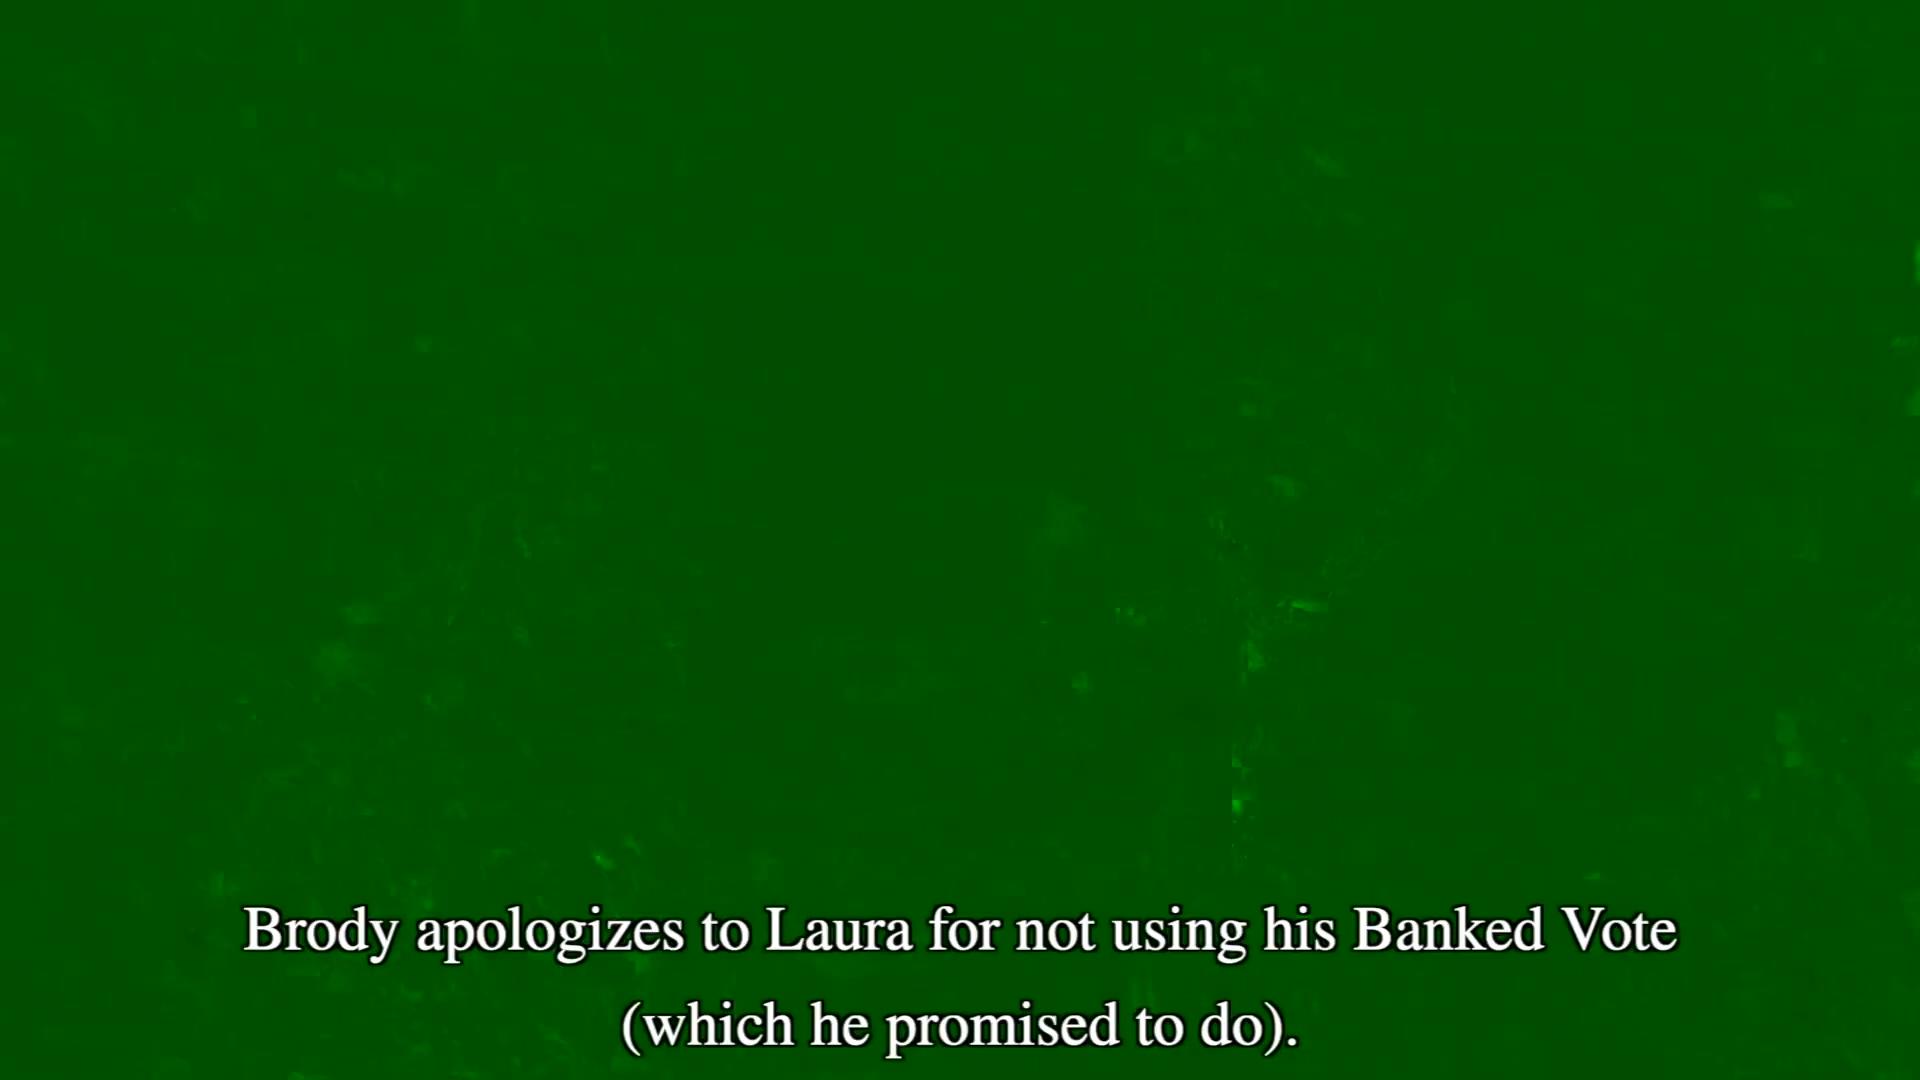 Brody apologizes to Laura for not using his Banked Vote
(which he promised to do).